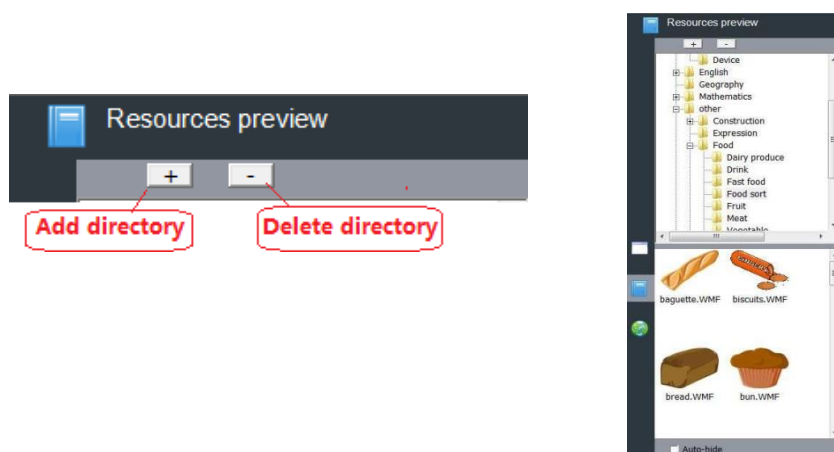 Resources preview
+ -
Add directory
Delete directory
Resources preview
+ -
Device
English
Geography
Mathematics
other
Construction
Expression
Food
Dairy produce
Drink
Fast food
Food sort
Fruit
Meat
Vegetable
baguette.WMF biscuits.WMF
bread.WMF bun.WMF
Auto-hide